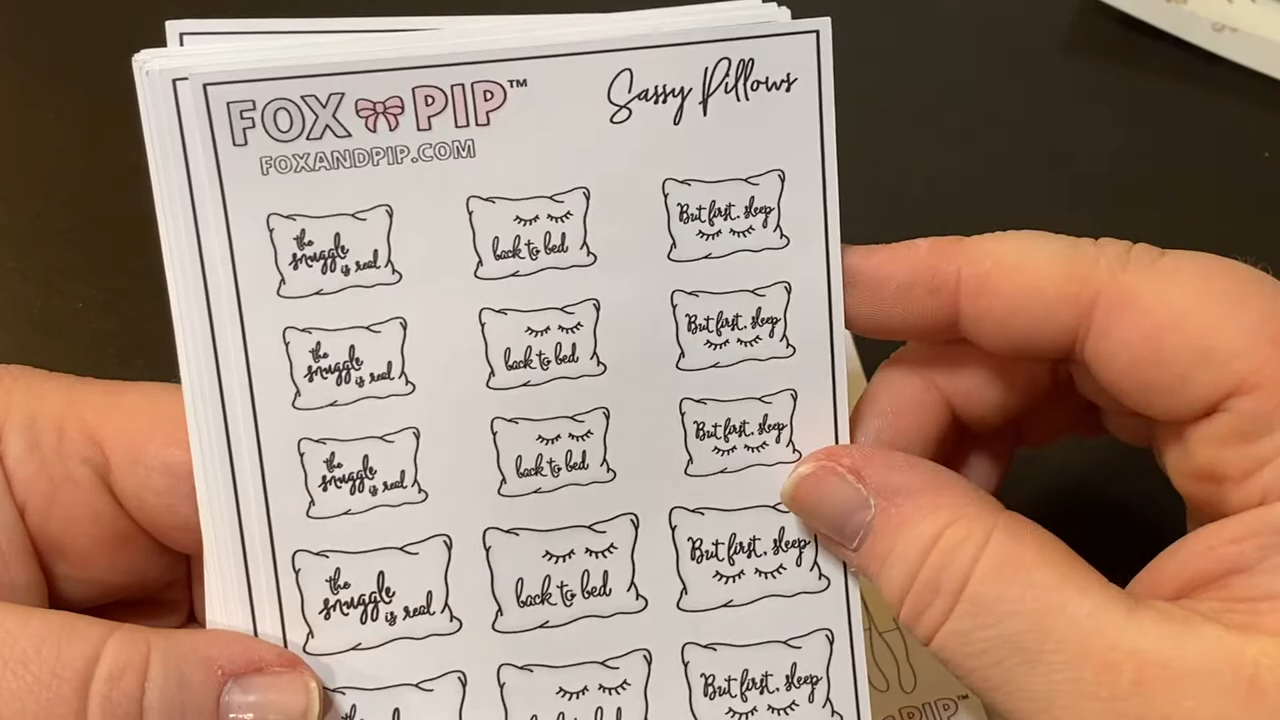 FOX PIP™
Sassy Pillows
FOXANDPIP.COM
the
snuggle
is real
back to bed
But first, sleep
the
snuggle
is real
back to bed
But first, sleep
the
snuggle
is real
back to bed
But first, sleep
the
snuggle
is real
back to bed
But first, sleep
the
But first, sleep
PIP™